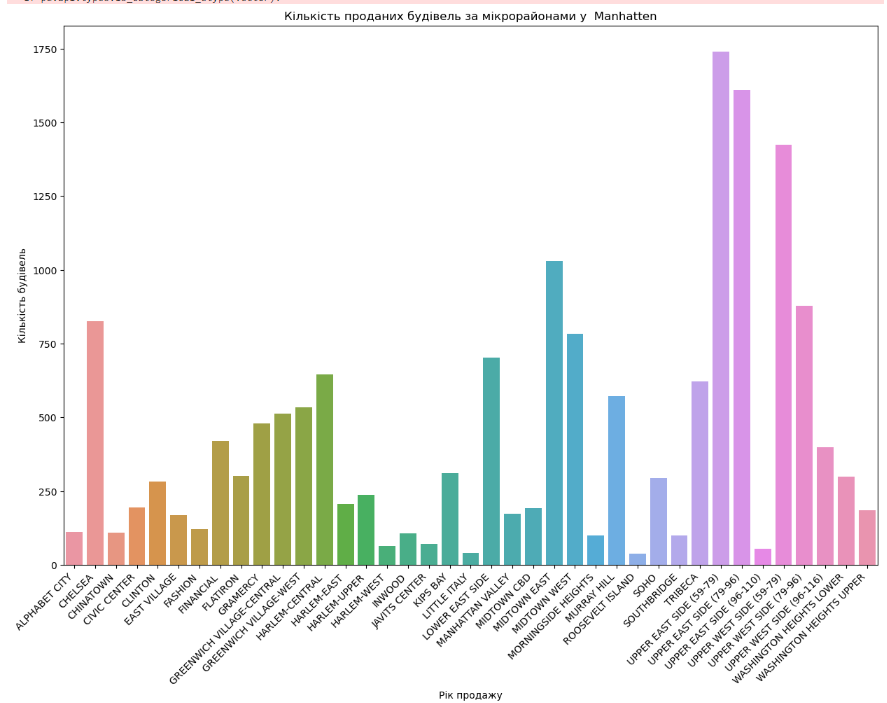 Кількість проданих будівель за мікрорайонами у  Manhatten
1750
1500
1250
1000
750
500
250
0
Кількість будівель
ALPHABET CITY
CHELSEA
CHINATOWN
CIVIC CENTER
CLINTON
EAST VILLAGE
FASHION
FINANCIAL
FLATIRON
GRAMERCY
GREENWICH VILLAGE-CENTRAL
GREENWICH VILLAGE-WEST
HARLEM-CENTRAL
HARLEM-EAST
HARLEM-UPPER
HARLEM-WEST
INWOOD
JAVITS CENTER
KIPS BAY
LITTLE ITALY
LOWER EAST SIDE
MANHATTAN VALLEY
MIDTOWN CBD
MIDTOWN EAST
MIDTOWN WEST
MORNINGSIDE HEIGHTS
MURRAY HILL
ROOSEVELT ISLAND
SOHO
SOUTHBRIDGE
TRIBECA
UPPER EAST SIDE (59-79)
UPPER EAST SIDE (79-96)
UPPER EAST SIDE (96-110)
UPPER WEST SIDE (59-79)
UPPER WEST SIDE (79-96)
UPPER WEST SIDE (96-116)
WASHINGTON HEIGHTS LOWER
WASHINGTON HEIGHTS UPPER
Рік продажу